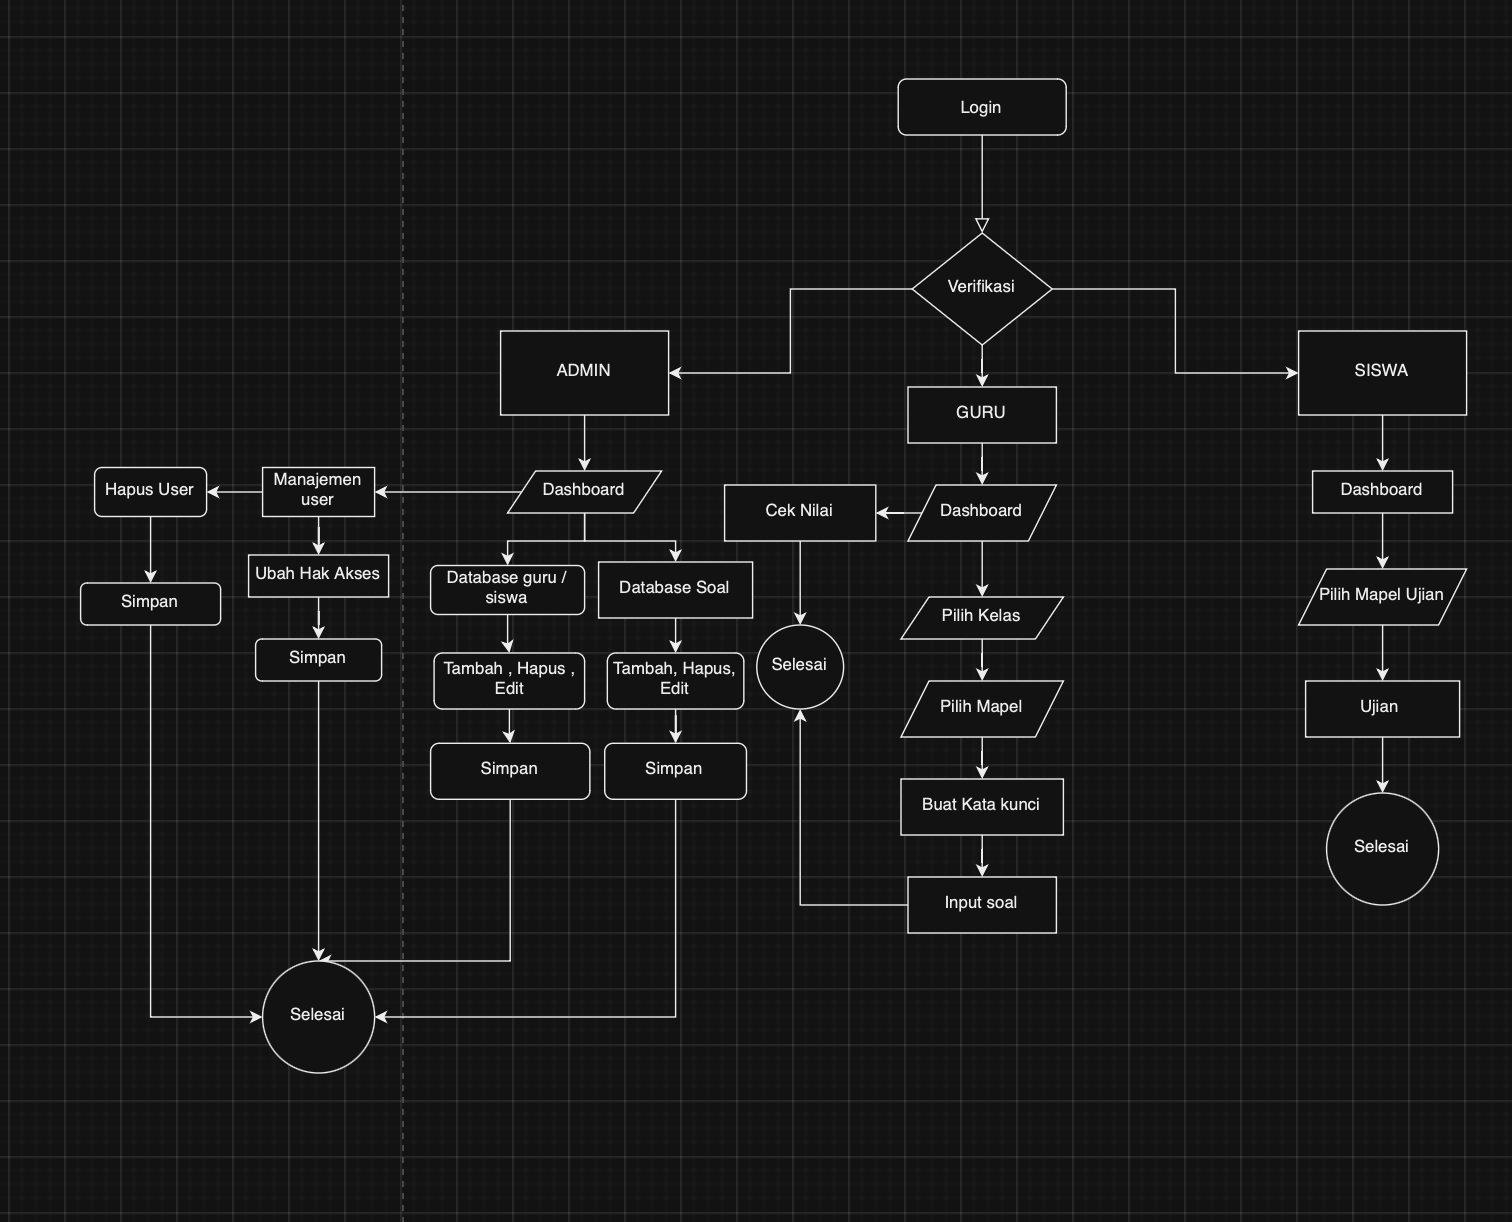 Login
Verifikasi
ADMIN
GURU
SISWA
Hapus User
Manajemen
user
Dashboard
Cek Nilai
Dashboard
Dashboard
Simpan
Ubah Hak Akses
Database guru /
siswa
Database Soal
Pilih Kelas
Pilih Mapel Ujian
Simpan
Tambah , Hapus ,
Edit
Tambah, Hapus,
Edit
Selesai
Pilih Mapel
Ujian
Simpan
Simpan
Buat Kata kunci
Selesai
Input soal
Selesai